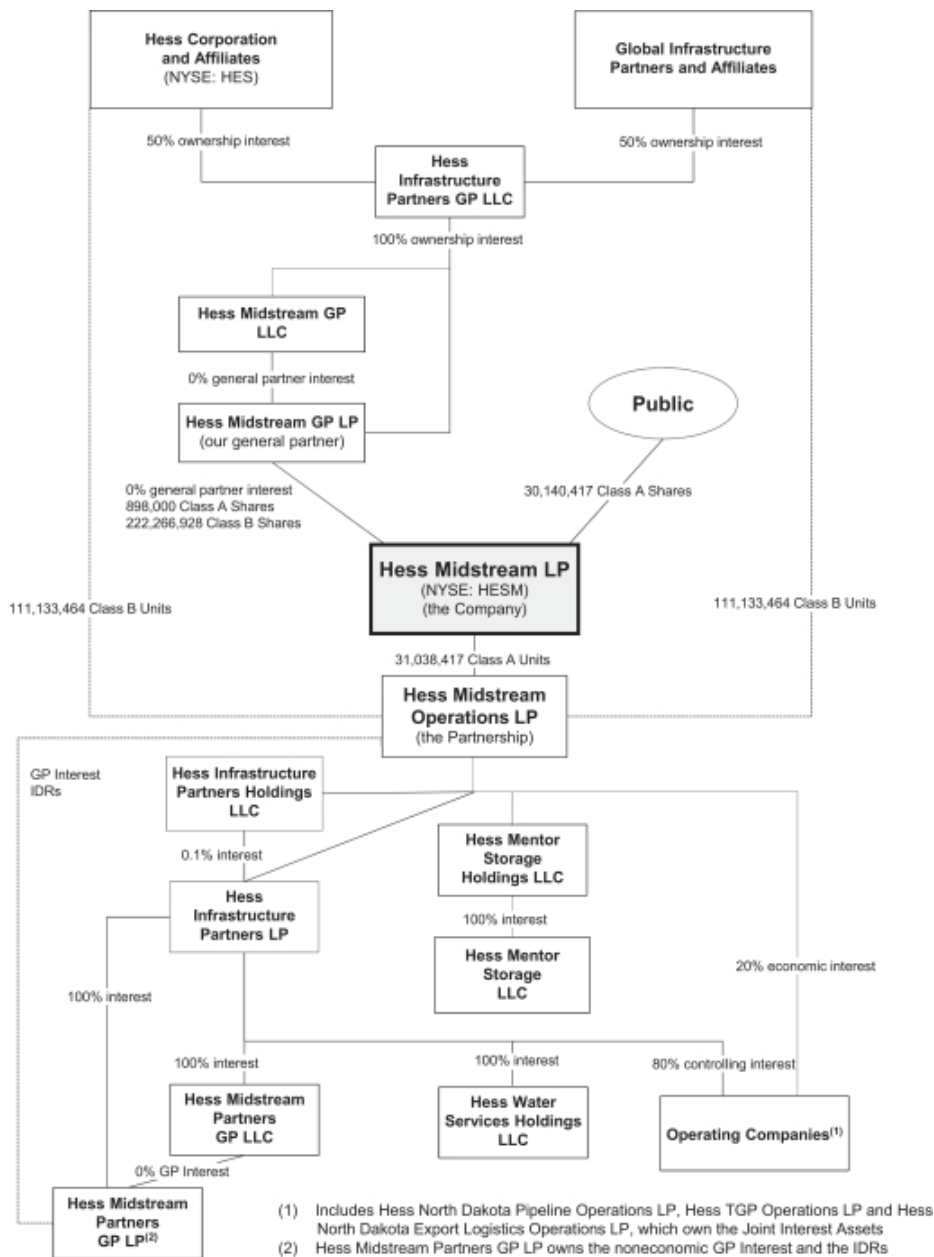 Hess Corporation
and Affiliates
(NYSE: HES)
Global Infrastructure
Partners and Affiliates
50% ownership interest
50% ownership interest
Hess
Infrastructure
Partners GP LLC
100% ownership interest
Hess Midstream GP
LLC
0% general partner interest
Hess Midstream GP LP
(our general partner)
Public
0% general partner interest
898,000 Class A Shares
222,266,928 Class B Shares
30,140,417 Class A Shares
Hess Midstream LP
(NYSE: HESM)
(the Company)
111,133,464 Class B Units
111,133,464 Class B Units
31,038,417 Class A Units
Hess Midstream
Operations LP
(the Partnership)
GP Interest
IDRs
Hess Infrastructure
Partners Holdings
LLC
0.1% interest
Hess Mentor
Storage
Holdings LLC
Hess
Infrastructure
Partners LP
100% interest
Hess Mentor
Storage
LLC
20% economic interest
100% interest
100% interest
100% interest
80% controlling interest
Hess Midstream
Partners
GP LLC
Hess Water
Services Holdings
LLC
Operating Companies(1)
0% GP Interest
Hess Midstream
Partners
GP LP(2)
(1) Includes Hess North Dakota Pipeline Operations LP, Hess TGP Operations LP and Hess
North Dakota Export Logistics Operations LP, which own the Joint Interest Assets
(2) Hess Midstream Partners GP LP owns the noneconomic GP Interest and the IDRs